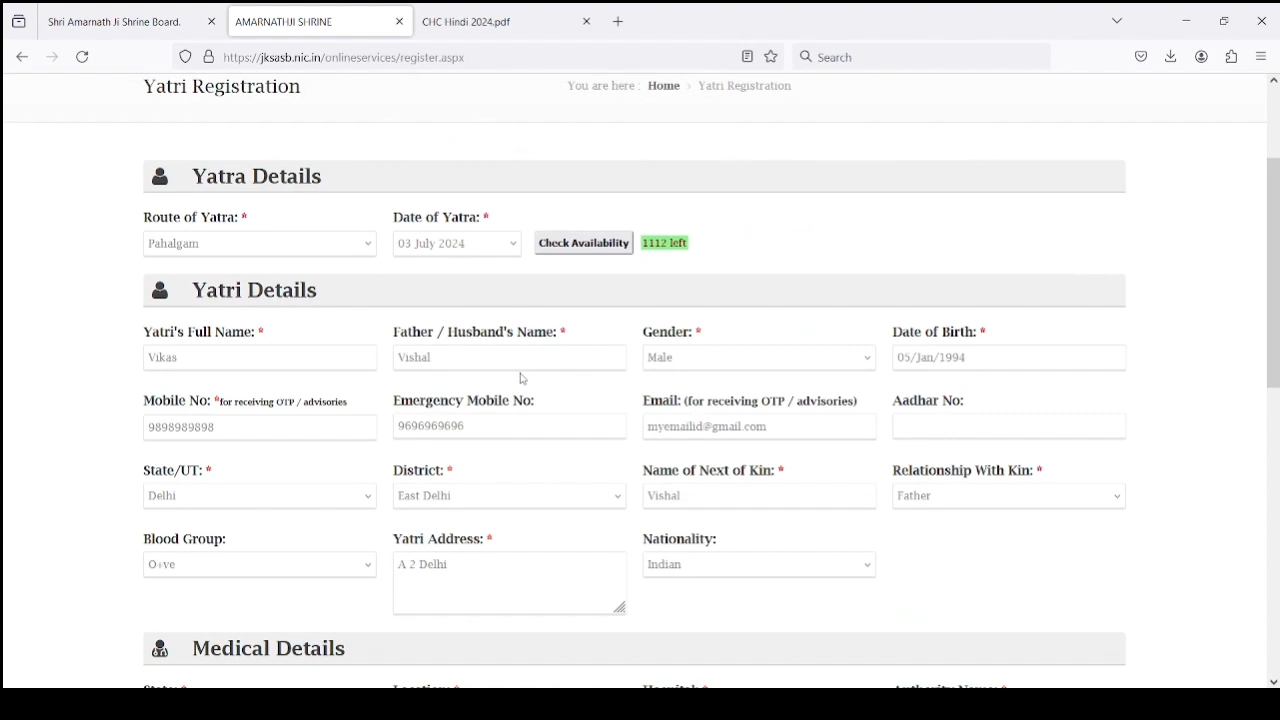 Shri Amarnath Ji Shrine Board.
AMARNATHJI SHRINE
CHC Hindi 2024.pdf
https://jksasb.nic.in/onlineservices/register.aspx
Search
Yatri Registration
You are here : Home > Yatri Registration
Yatra Details
Route of Yatra: * Date of Yatra: *
Pahalgam 03 July 2024 Check Availability 1112 left
Yatri Details
Yatri's Full Name: * Father / Husband's Name: * Gender: * Date of Birth: *
Vikas Vishal Male 05/Jan/1994
Mobile No: *for receiving OTP / advisories Emergency Mobile No: Email: (for receiving OTP / advisories) Aadhar No:
9898989898 9696969696 myemailid@gmail.com
State/UT: * District: * Name of Next of Kin: * Relationship With Kin: *
Delhi East Delhi Vishal Father
Blood Group: Yatri Address: * Nationality:
O+ve A 2 Delhi Indian
Medical Details